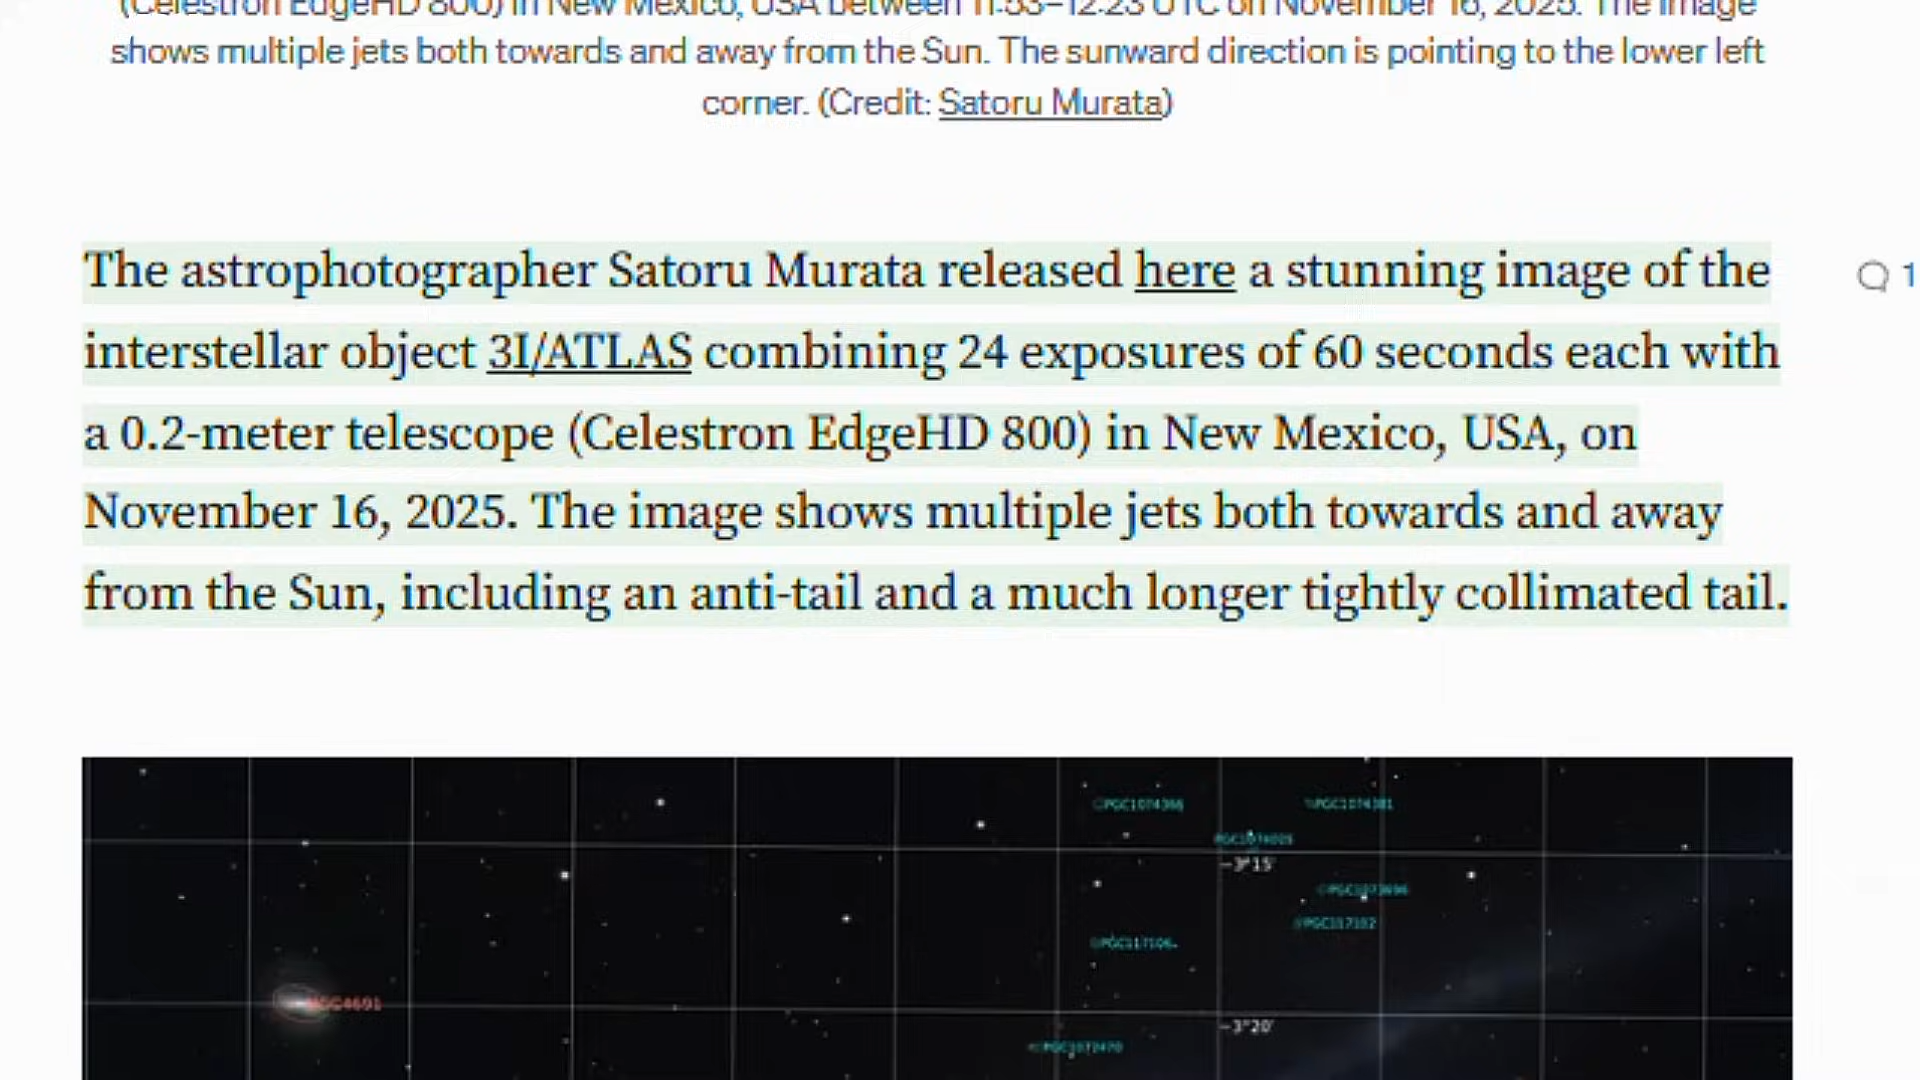 (Celestron EdgeHD 800) in New Mexico, USA between 11:53–12:23 UTC on November 16, 2025. The image
shows multiple jets both towards and away from the Sun. The sunward direction is pointing to the lower left
corner. (Credit: Satoru Murata)
The astrophotographer Satoru Murata released here a stunning image of the
1
interstellar object 3I/ATLAS combining 24 exposures of 60 seconds each with
a 0.2-meter telescope (Celestron EdgeHD 800) in New Mexico, USA, on
November 16, 2025. The image shows multiple jets both towards and away
from the Sun, including an anti-tail and a much longer tightly collimated tail.
PGC1074366
PGC1074381
−3°15'
PGC117106
−3°20'